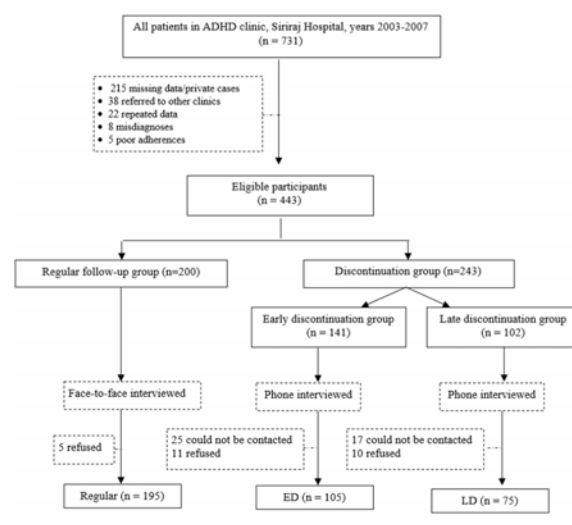 All patients in ADHD clinic, Siriraj Hospital, years 2003-2007
(n = 731)
• 215 missing data/private cases
• 38 referred to other clinics
• 22 repeated data
• 8 misdiagnoses
• 5 poor adherences
Eligible participants
(n = 443)
Regular follow-up group (n=200)
Discontinuation group (n=243)
Early discontinuation group
(n = 141)
Late discontinuation group
(n = 102)
Face-to-face interviewed
Phone interviewed
Phone interviewed
5 refused
25 could not be contacted
11 refused
17 could not be contacted
10 refused
Regular (n = 195)
ED (n = 105)
LD (n = 75)